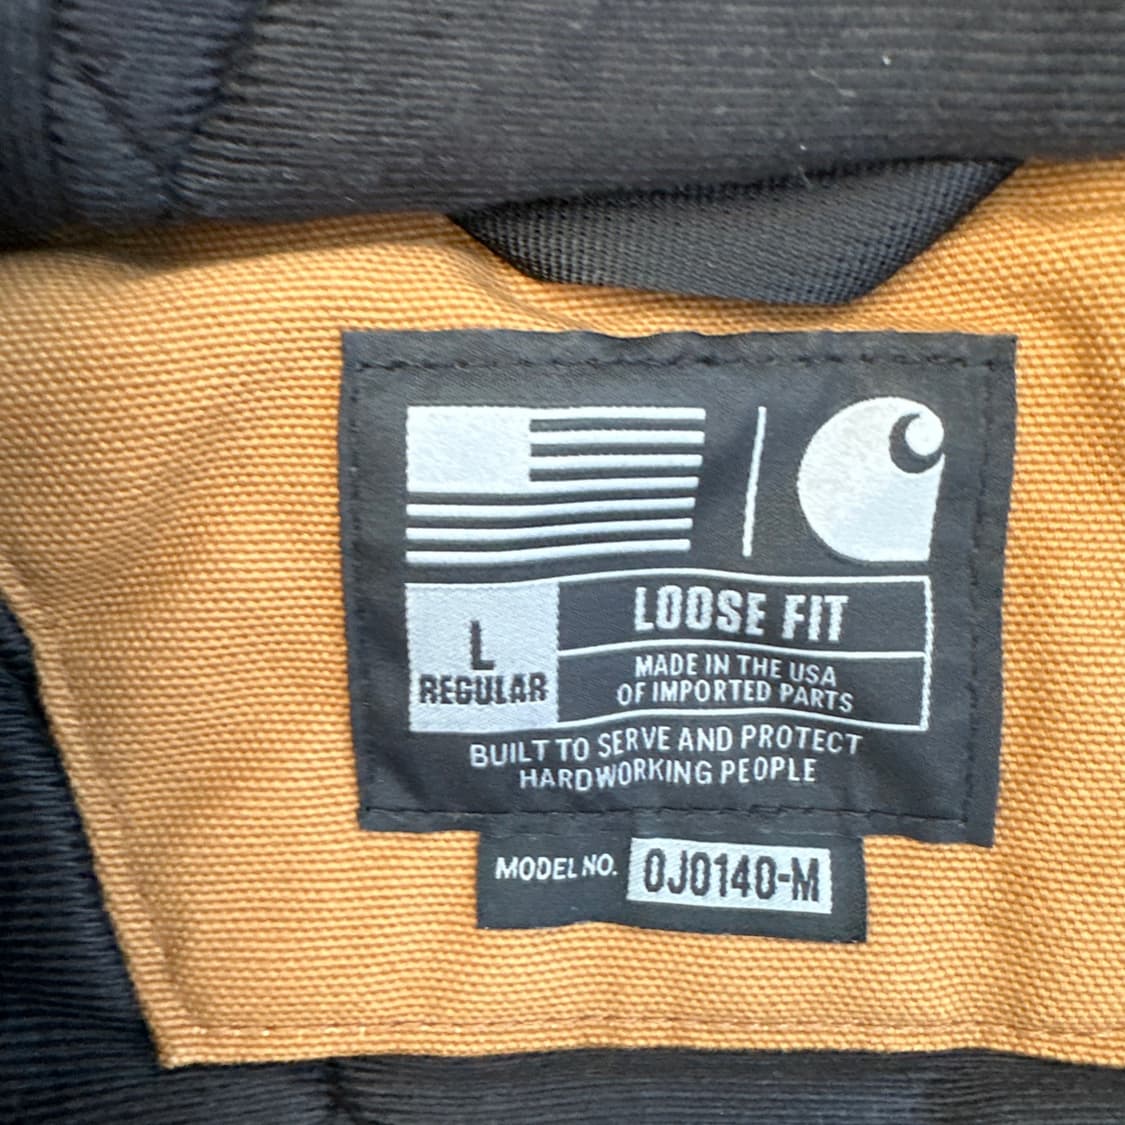 L
REGULAR
LOOSE FIT
MADE IN THE USA
OF IMPORTED PARTS
BUILT TO SERVE AND PROTECT
HARDWORKING PEOPLE
MODEL NO. 0J0140-M